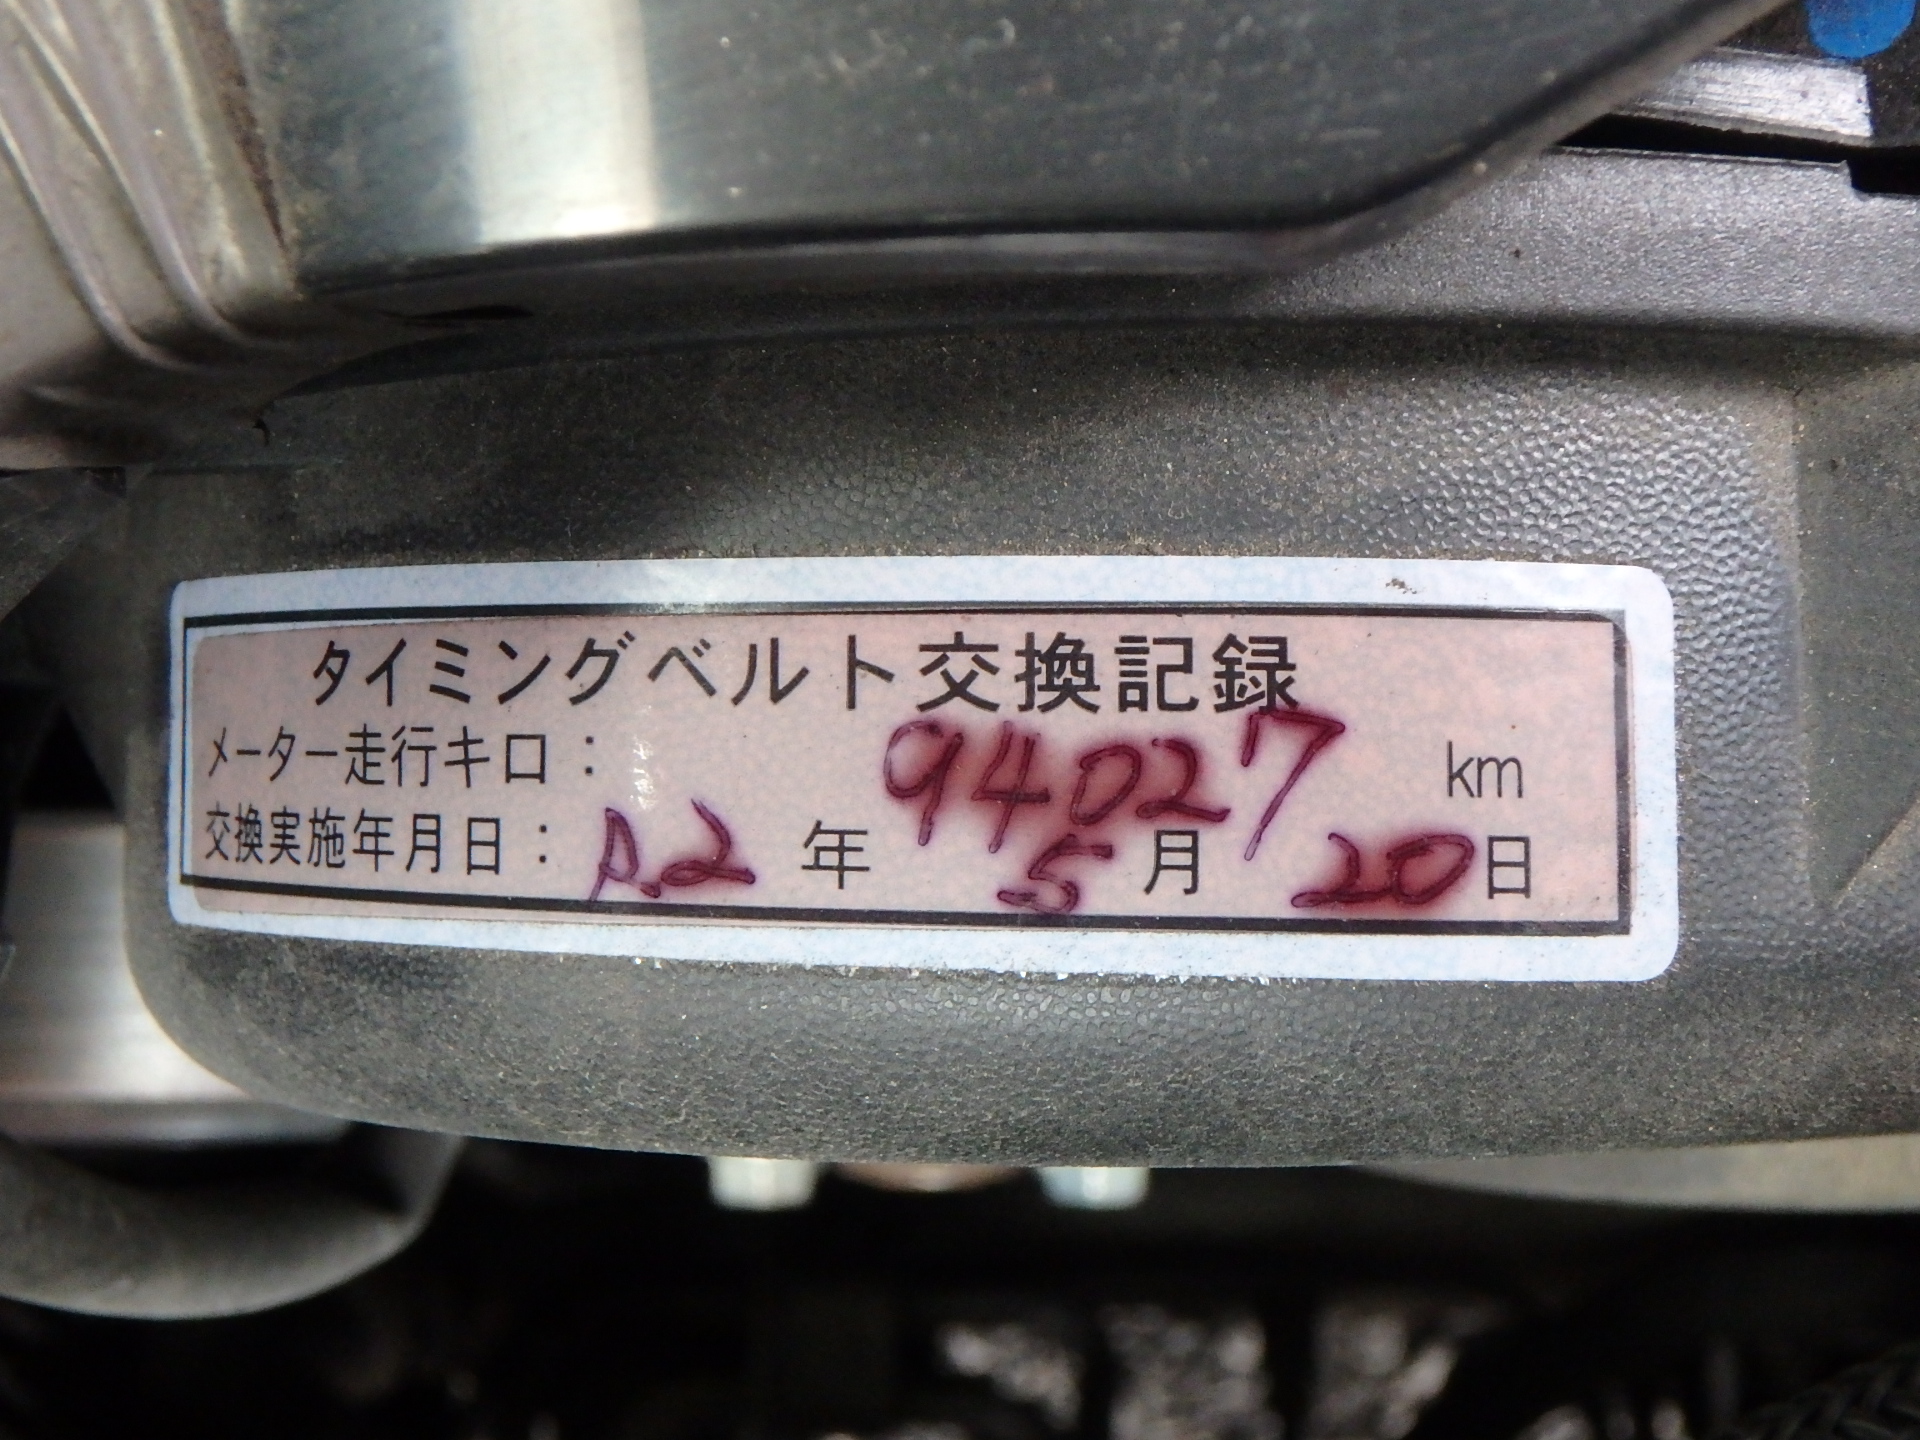 タイミングベルト交換記録
メーター走行キロ： 94027 km
交換実施年月日： R.2 年 5 月 20 日